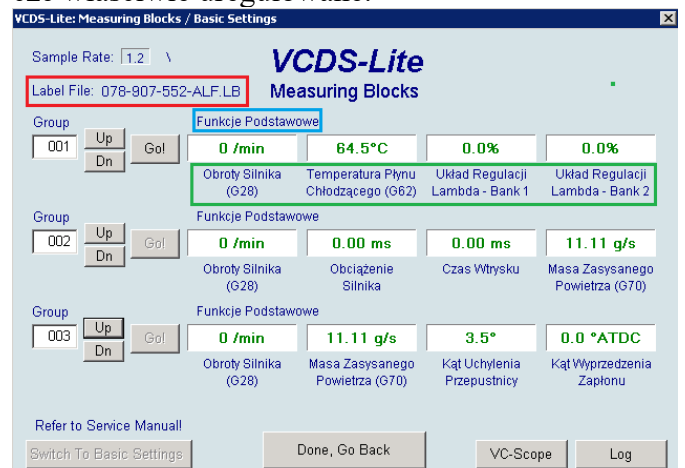 VCDS-Lite: Measuring Blocks / Basic Settings
Sample Rate: 1.2 \
VCDS-Lite
Label File: 078-907-552-ALF.LB
Measuring Blocks
Group
Funkcje Podstawowe
001 Up Dn Go! 0 /min 64.5°C 0.0% 0.0%
Obroty Silnika Temperatura Płynu Układ Regulacji Układ Regulacji
(G28) Chłodzącego (G62) Lambda - Bank 1 Lambda - Bank 2
Group
Funkcje Podstawowe
002 Up Dn Go! 0 /min 0.00 ms 0.00 ms 11.11 g/s
Obroty Silnika Obciążenie Czas Wtrysku Masa Zasysanego
(G28) Silnika Powietrza (G70)
Group
Funkcje Podstawowe
003 Up Dn Go! 0 /min 11.11 g/s 3.5° 0.0 °ATDC
Obroty Silnika Masa Zasysanego Kąt Uchylenia Kąt Wyprzedzenia
(G28) Powietrza (G70) Przepustnicy Zapłonu
Refer to Service Manual!
Switch To Basic Settings Done, Go Back VC-Scope Log